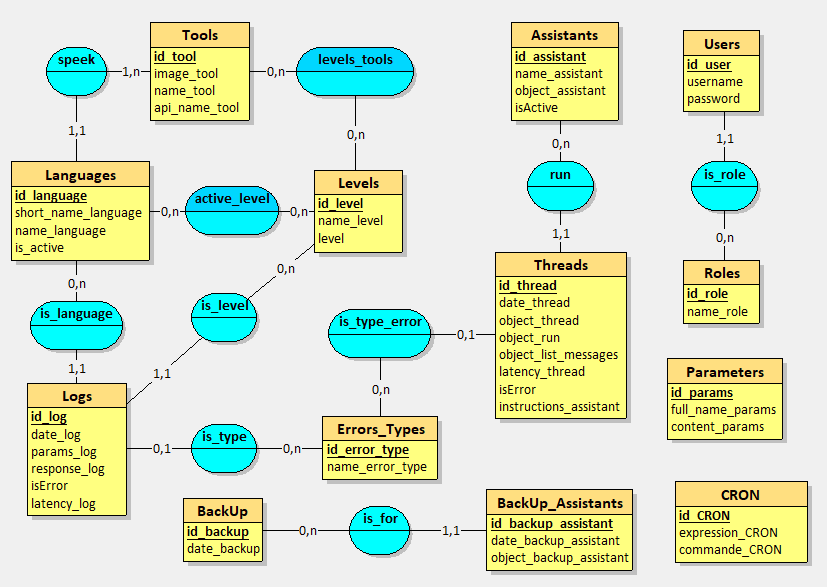 Tools
id_tool
image_tool
name_tool
api_name_tool
speek
1,n
1,1
levels_tools
0,n
0,n
Assistants
id_assistant
name_assistant
object_assistant
isActive
0,n
Users
id_user
username
password
1,1
Languages
id_language
short_name_language
name_language
is_active
0,n
active_level
0,n
Levels
id_level
name_level
level
run
1,1
is_role
0,n
0,n
is_language
1,1
is_level
0,n
1,1
is_type_error
0,1
0,n
Threads
id_thread
date_thread
object_thread
object_run
object_list_messages
latency_thread
isError
instructions_assistant
Roles
id_role
name_role
Parameters
id_params
full_name_params
content_params
Logs
id_log
date_log
params_log
response_log
isError
latency_log
0,1
is_type
0,n
Errors_Types
id_error_type
name_error_type
BackUp
id_backup
date_backup
0,n
is_for
1,1
BackUp_Assistants
id_backup_assistant
date_backup_assistant
object_backup_assistant
CRON
id_CRON
expression_CRON
commande_CRON